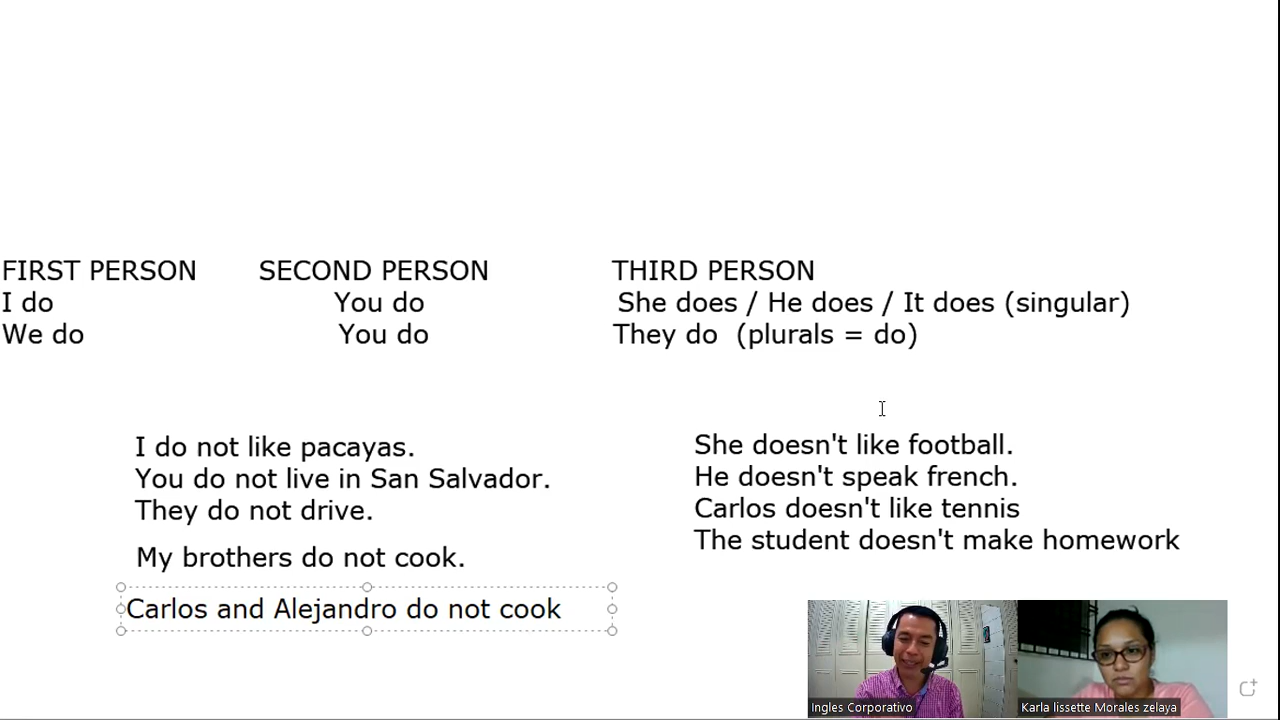 FIRST PERSON SECOND PERSON THIRD PERSON
I do You do She does / He does / It does (singular)
We do You do They do (plurals = do)
I do not like pacayas.
You do not live in San Salvador.
They do not drive.
My brothers do not cook.
Carlos and Alejandro do not cook
She doesn't like football.
He doesn't speak french.
Carlos doesn't like tennis
The student doesn't make homework
Ingles Corporativo
Karla lissette Morales zelaya